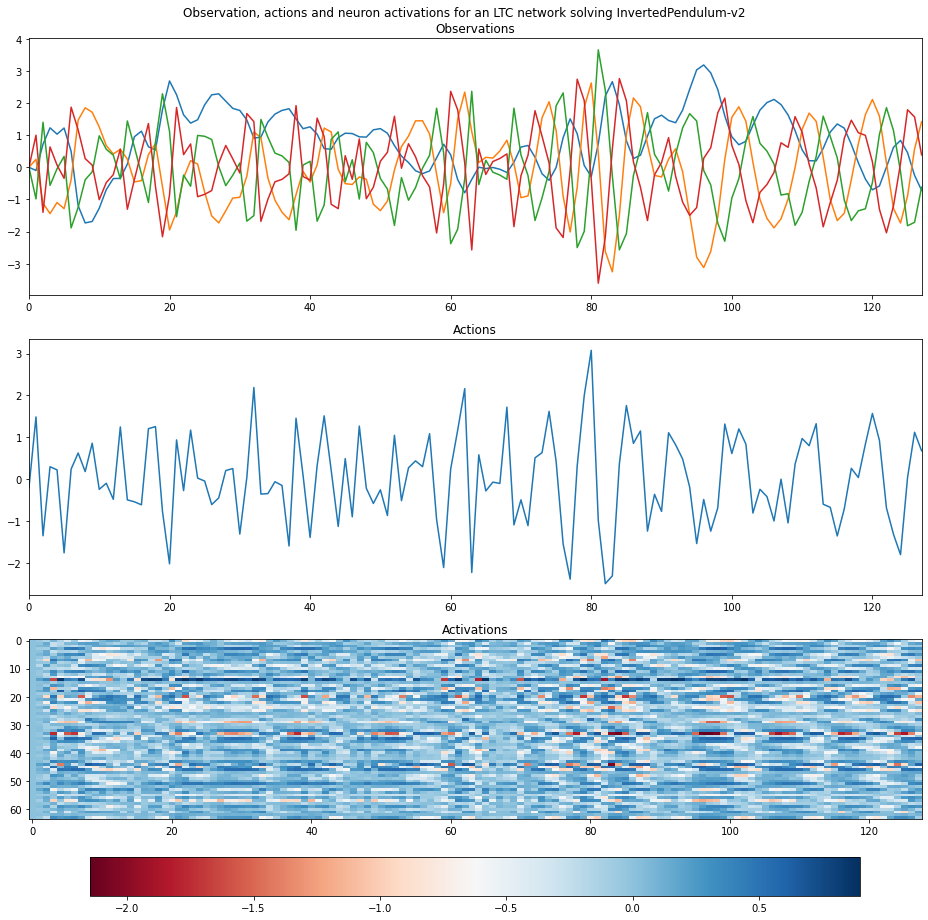 Observation, actions and neuron activations for an LTC network solving InvertedPendulum-v2
Observations
4
3
2
1
0
−1
−2
−3
0 20 40 60 80 100 120
Actions
3
2
1
0
−1
−2
0 20 40 60 80 100 120
Activations
0
10
20
30
40
50
60
0 20 40 60 80 100 120
−2.0 −1.5 −1.0 −0.5 0.0 0.5